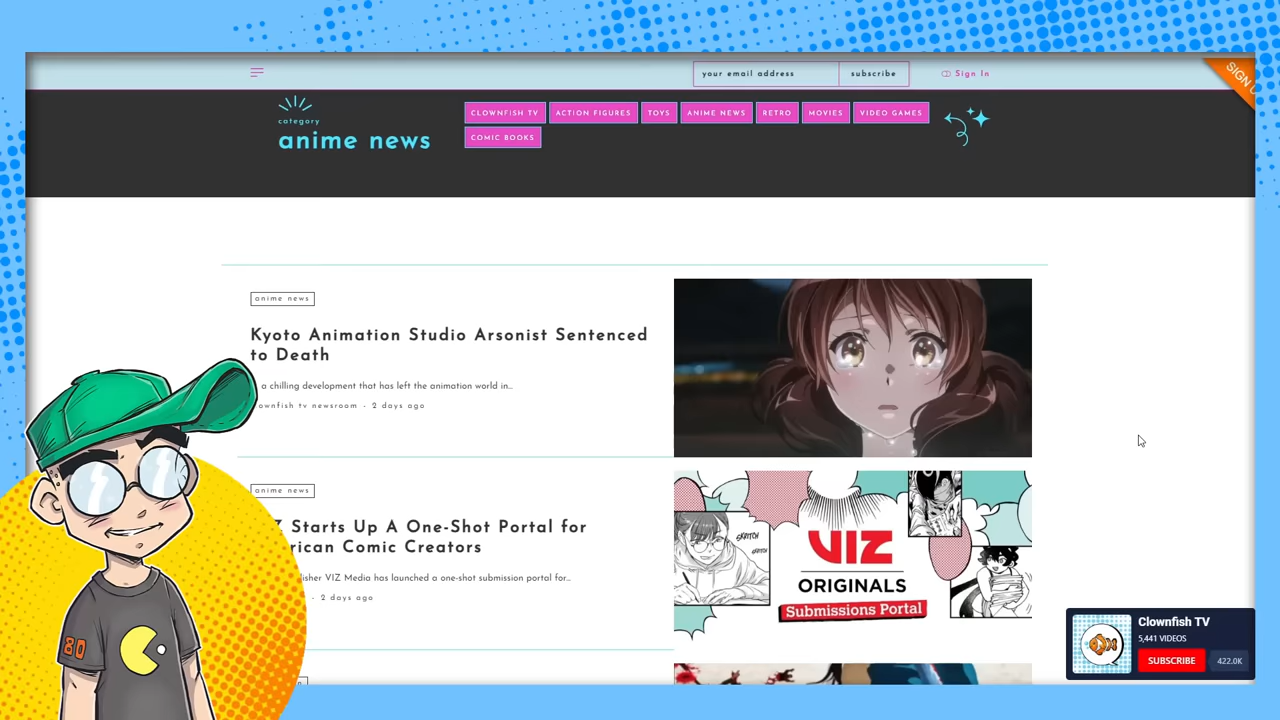 your email address
subscribe
Sign In
SIGN U
category
anime news
CLOWNFISH TV
ACTION FIGURES
TOYS
ANIME NEWS
RETRO
MOVIES
VIDEO GAMES
COMIC BOOKS
anime news
Kyoto Animation Studio Arsonist Sentenced
to Death
a chilling development that has left the animation world in...
ownfish tv newsroom - 2 days ago
anime news
Z Starts Up A One-Shot Portal for
rican Comic Creators
isher VIZ Media has launched a one-shot submission portal for...
- 2 days ago
SKETCH
SKETCH
VIZ
ORIGINALS
Submissions Portal
80
Clownfish TV
5,441 VIDEOS
SUBSCRIBE
422.0K